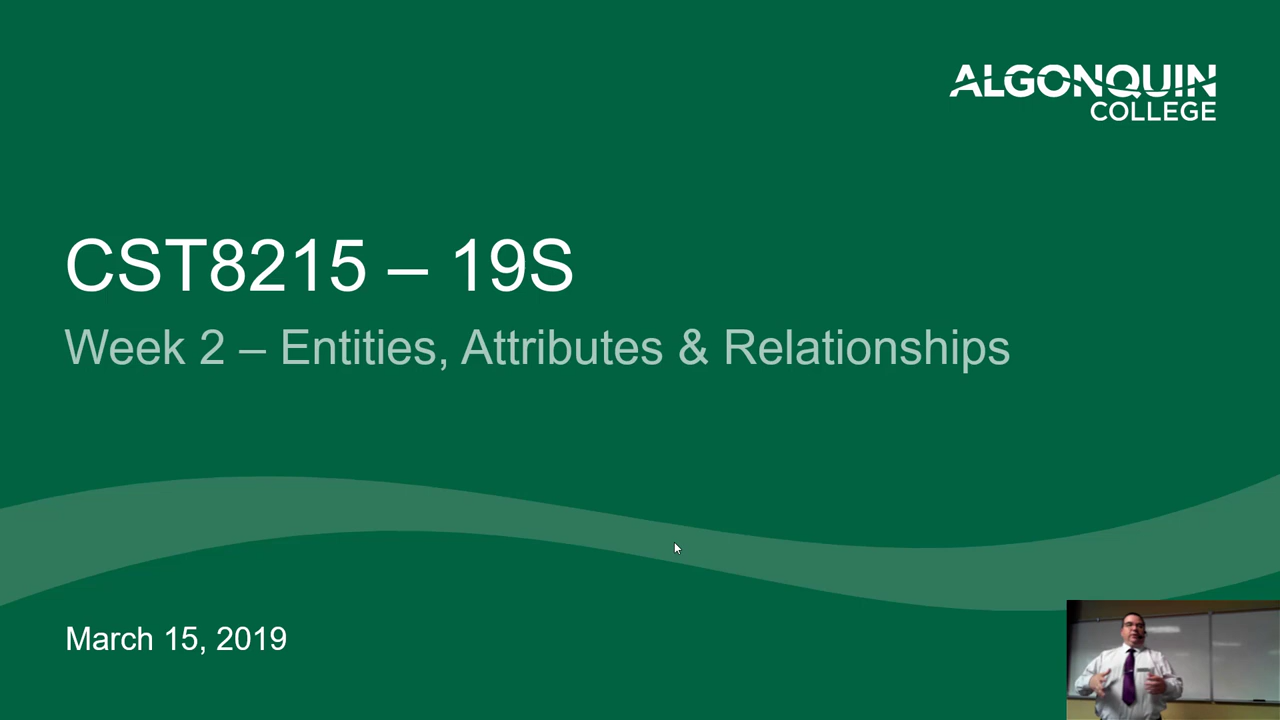 ALGONQUIN
COLLEGE
CST8215 – 19S
Week 2 – Entities, Attributes & Relationships
March 15, 2019